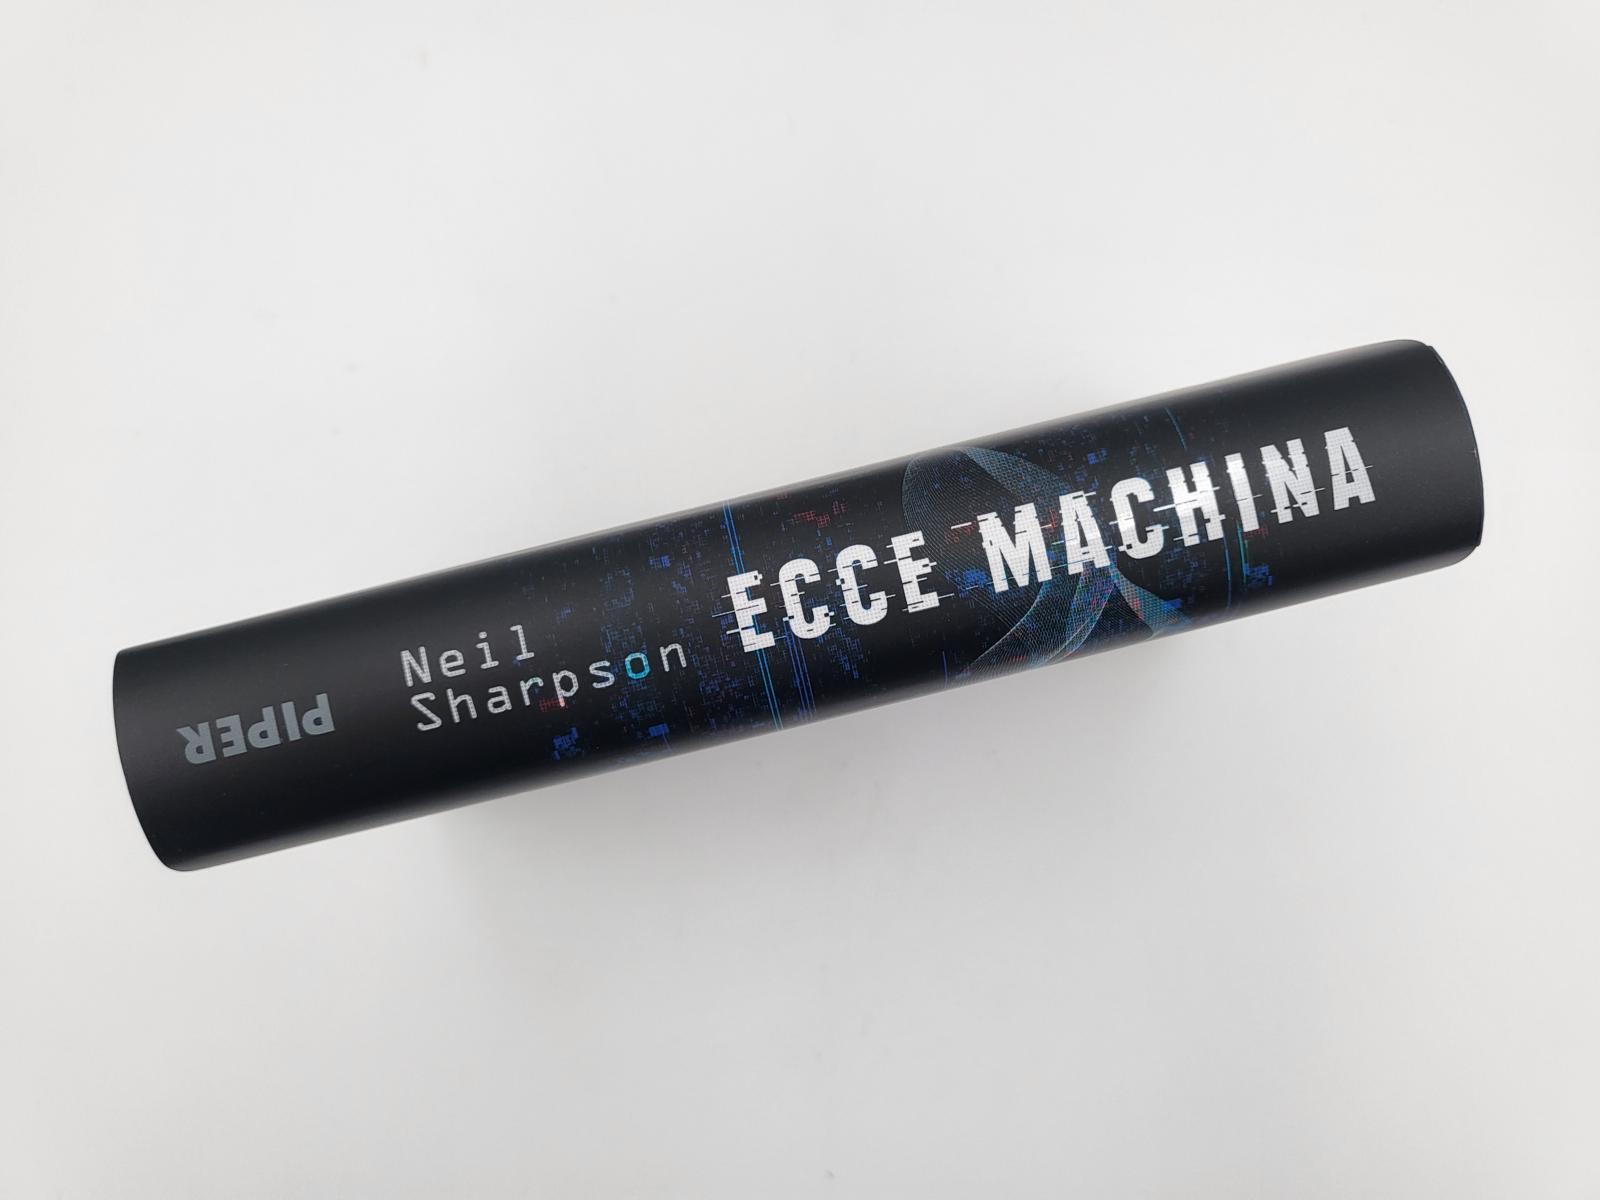 PIPER
Neil
Sharpson
ECCE MACHINA